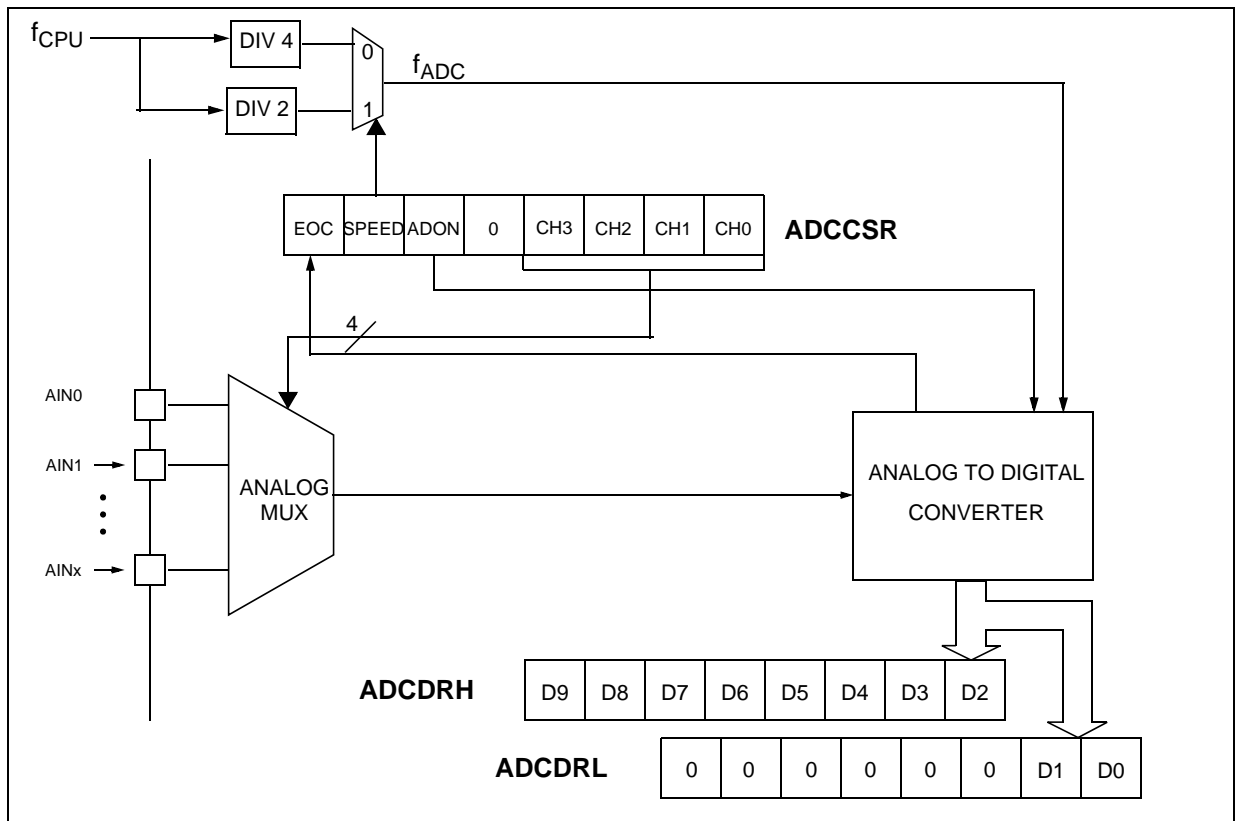 fCPU
DIV 4
0
fADC
DIV 2
1
EOC SPEED ADON 0 CH3 CH2 CH1 CH0 ADCCSR
4
AIN0
AIN1
ANALOG
MUX
AINx
ANALOG TO DIGITAL
CONVERTER
ADCDRH D9 D8 D7 D6 D5 D4 D3 D2
ADCDRL 0 0 0 0 0 0 D1 D0